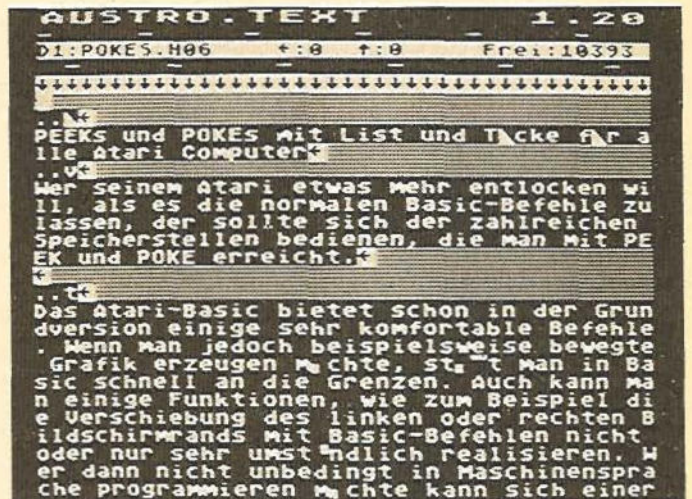 AUSTRO.TEXT 1.20
D1:POKES.H06 ←:0 ↑:0 Frei:10393
↓↓↓↓↓↓↓↓↓↓↓↓↓↓↓↓↓↓↓↓↓↓↓↓↓↓↓↓↓↓↓↓↓↓↓↓↓↓
..◣←
PEEKs und POKEs mit List und T◣cke f◣r a
lle Atari Computer←
..v←
Wer seinem Atari etwas mehr entlocken wi
ll, als es die normalen Basic-Befehle zu
lassen, der sollte sich der zahlreichen
Speicherstellen bedienen, die man mit PE
EK und POKE erreicht.←
←
..t←
Das Atari-Basic bietet schon in der Grun
dversion einige sehr komfortable Befehle
. Wenn man jedoch beispielsweise bewegte
Grafik erzeugen m▖chte, st▖▔t man in Ba
sic schnell an die Grenzen. Auch kann ma
n einige Funktionen, wie zum Beispiel di
e Verschiebung des linken oder rechten B
ildschirmrands mit Basic-Befehlen nicht
oder nur sehr umst▝ndlich realisieren. W
er dann nicht unbedingt in Maschinenspra
che programmieren m▖chte kann sich einer